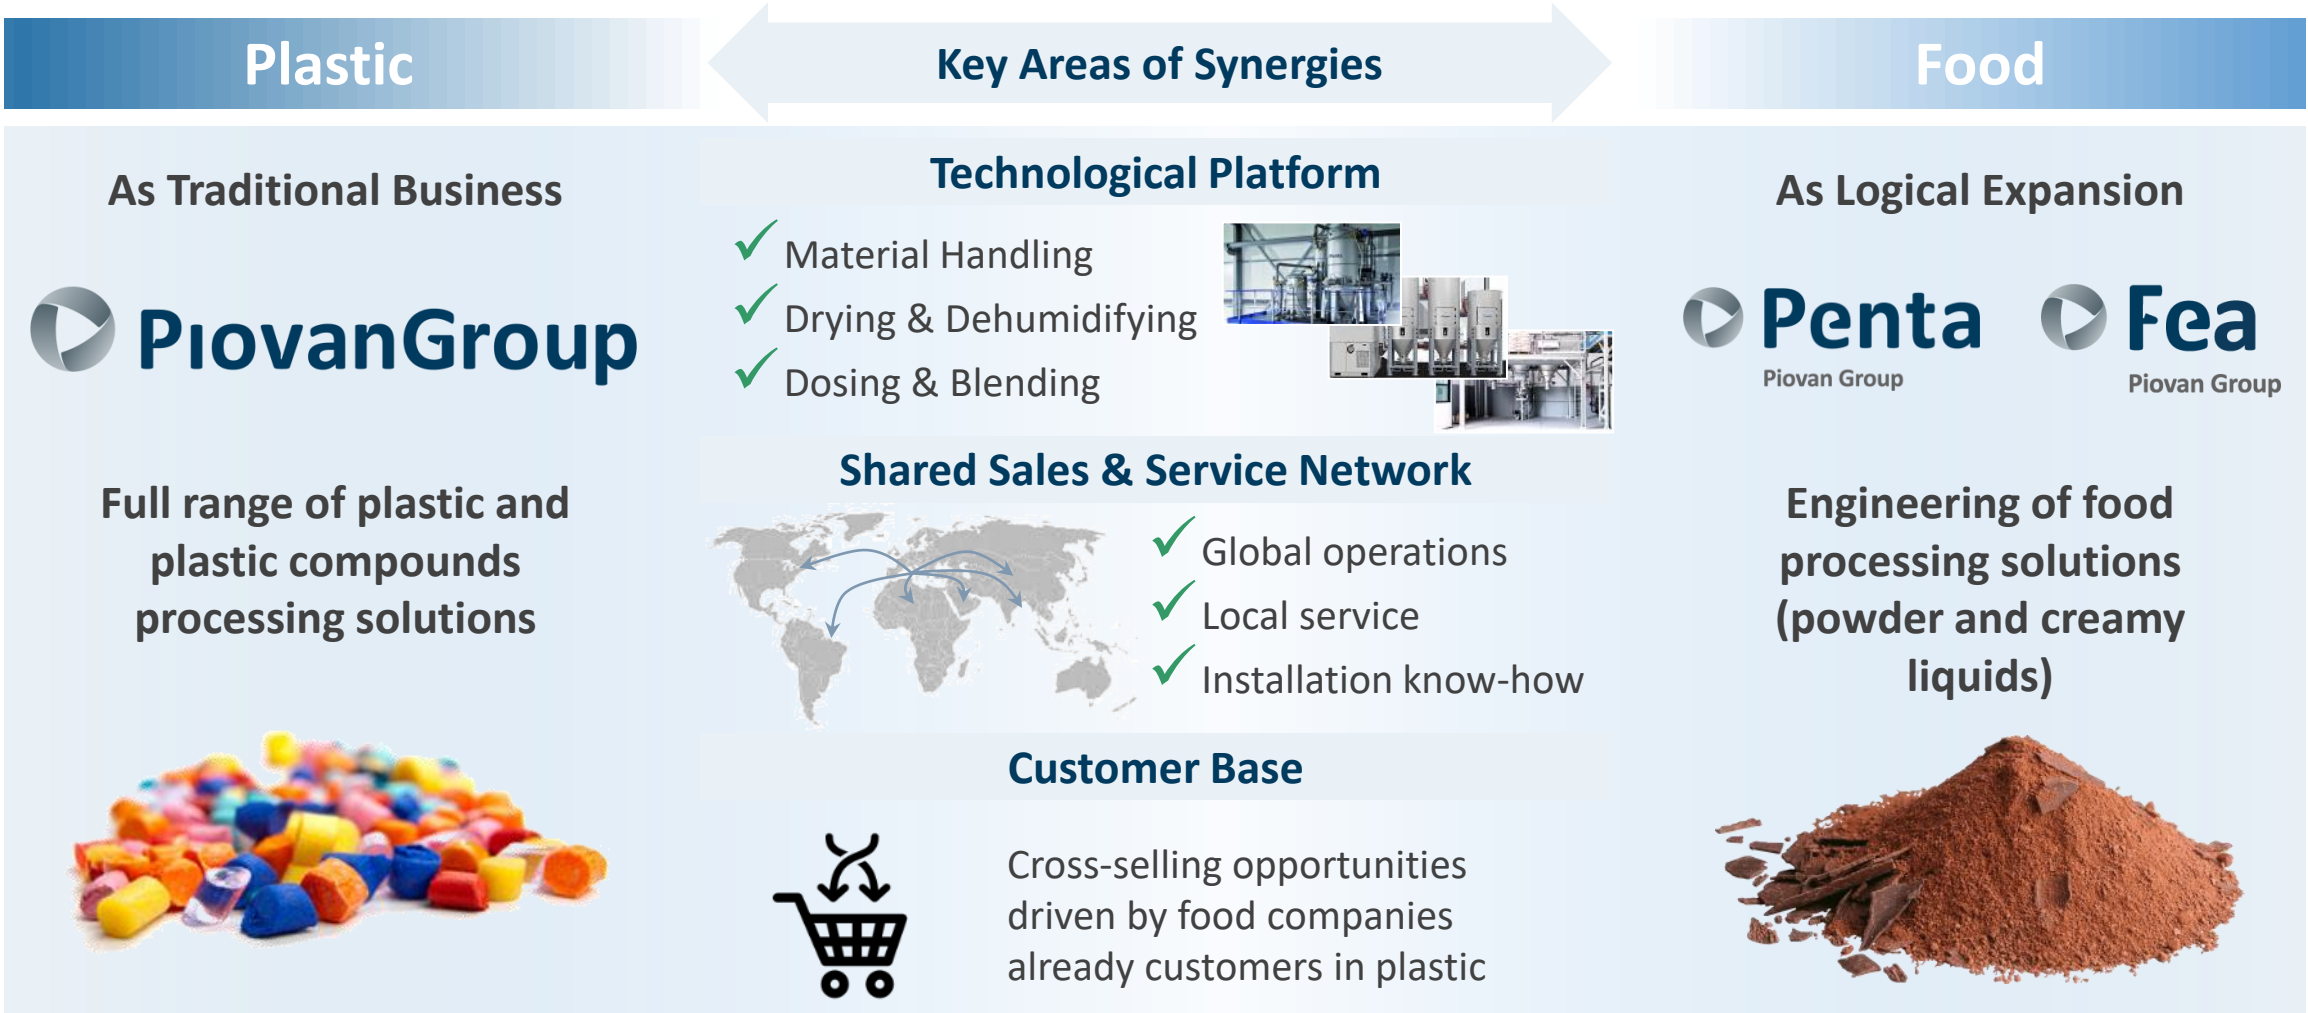 Plastic
Key Areas of Synergies
Food
As Traditional Business
PiovanGroup
Full range of plastic and
plastic compounds
processing solutions
Technological Platform
Material Handling
Drying & Dehumidifying
Dosing & Blending
Shared Sales & Service Network
Global operations
Local service
Installation know-how
Customer Base
Cross-selling opportunities
driven by food companies
already customers in plastic
As Logical Expansion
Penta
Piovan Group
Fea
Piovan Group
Engineering of food
processing solutions
(powder and creamy
liquids)